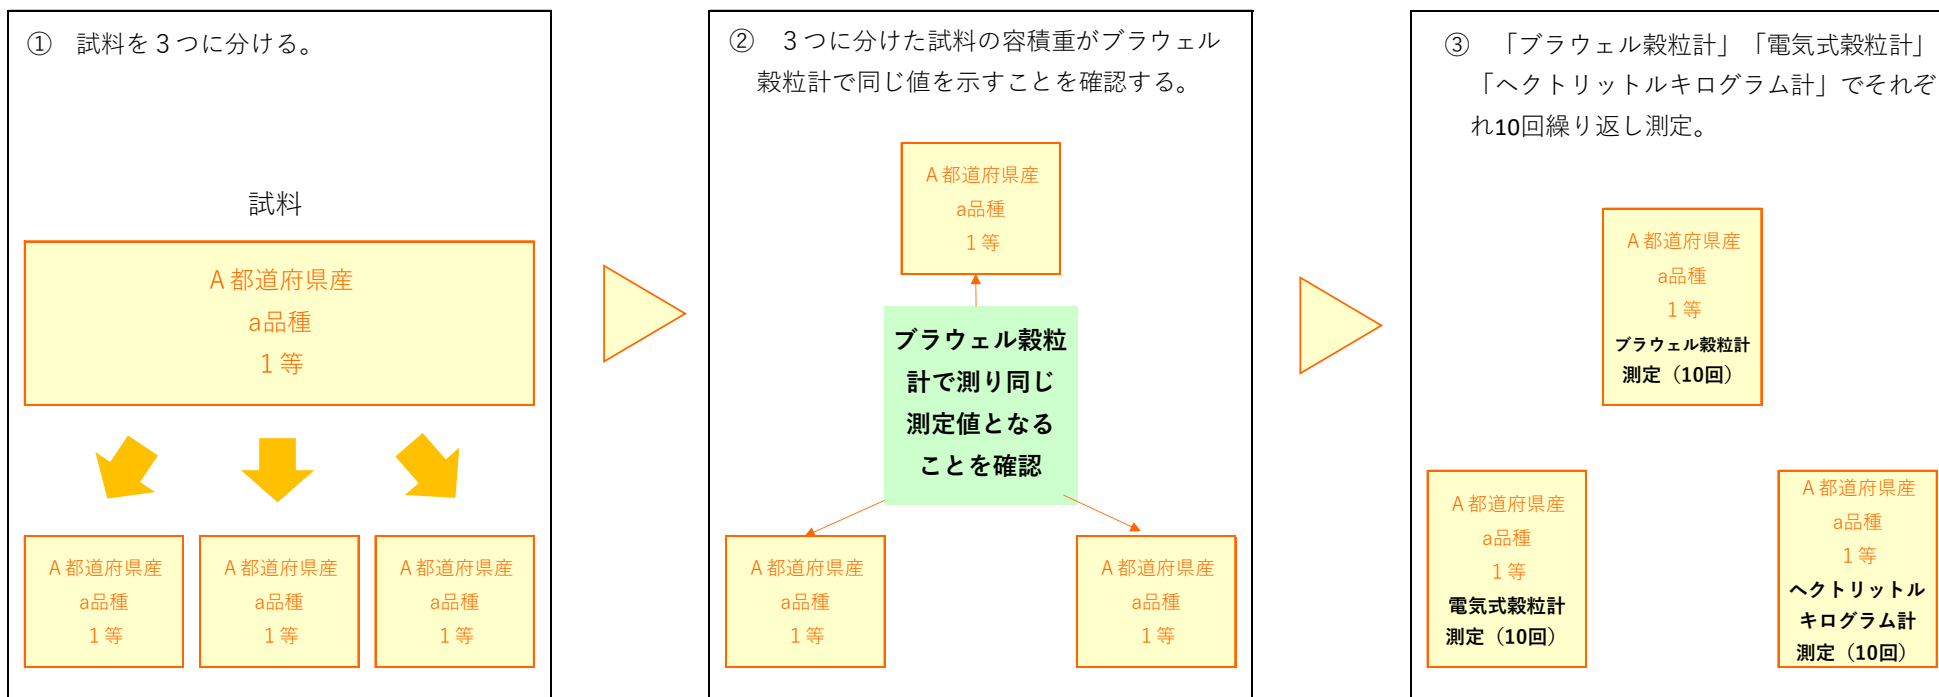 ① 試料を３つに分ける。
試料
Ａ都道府県産
a品種
１等
Ａ都道府県産
a品種
１等
Ａ都道府県産
a品種
１等
Ａ都道府県産
a品種
１等
② ３つに分けた試料の容積重がブラウェル
穀粒計で同じ値を示すことを確認する。
Ａ都道府県産
a品種
１等
ブラウェル穀粒
計で測り同じ
測定値となる
ことを確認
Ａ都道府県産
a品種
１等
Ａ都道府県産
a品種
１等
③ 「ブラウェル穀粒計」「電気式穀粒計」
「ヘクトリットルキログラム計」でそれぞ
れ10回繰り返し測定。
Ａ都道府県産
a品種
１等
ブラウェル穀粒計
測定（10回）
Ａ都道府県産
a品種
１等
電気式穀粒計
測定（10回）
Ａ都道府県産
a品種
１等
ヘクトリットル
キログラム計
測定（10回）